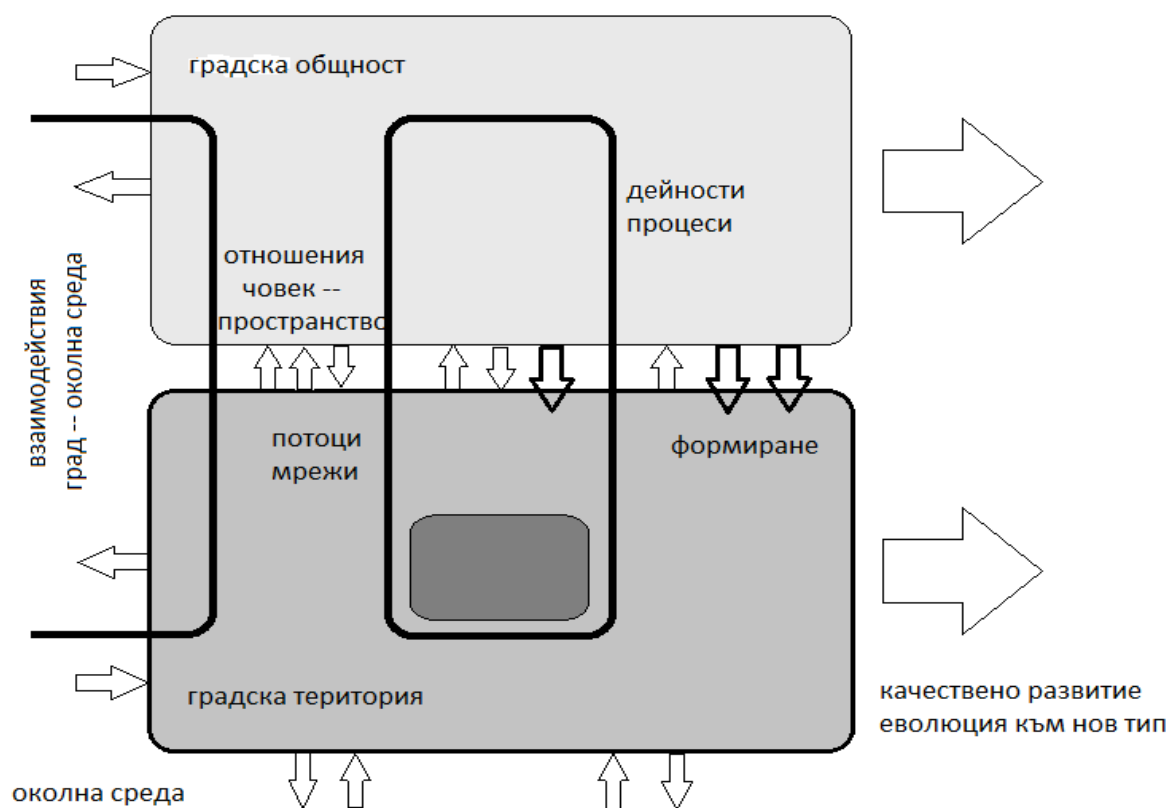 градска общност
дейности
процеси
отношения
човек --
пространство
взаимодействия
град -- околна среда
потоци
мрежи
формиране
градска територия
качествено развитие
еволюция към нов тип
околна среда